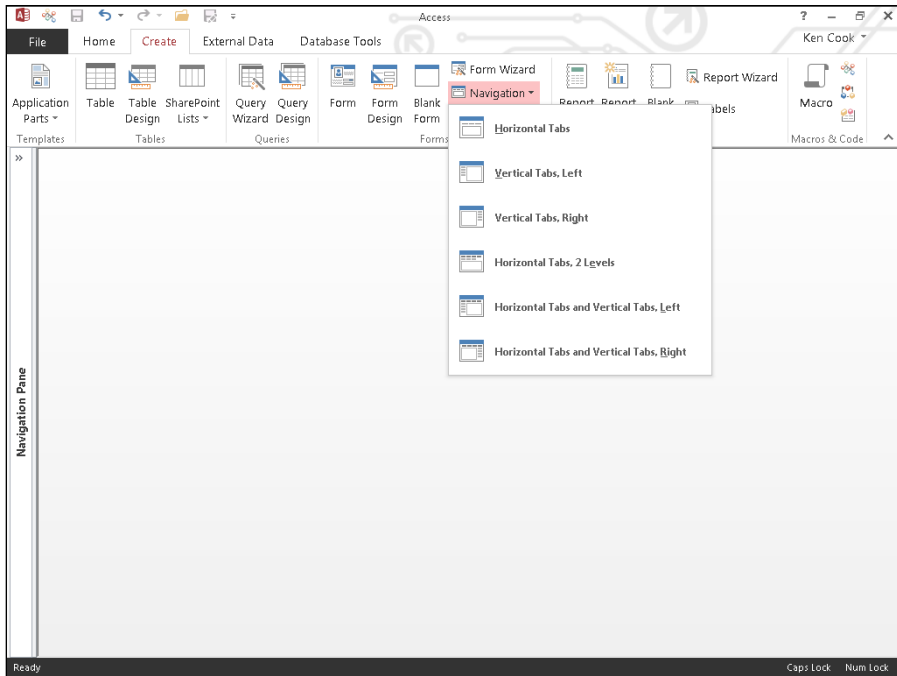 Access
?
File Home Create External Data Database Tools Ken Cook
Application Parts
Table
Table Design
SharePoint Lists
Query Wizard
Query Design
Form
Form Design
Blank Form
Form Wizard
Navigation
Report Report Blank
Report Wizard
Macro
Templates Tables Queries Forms Macros & Code
Horizontal Tabs
Vertical Tabs, Left
Vertical Tabs, Right
Horizontal Tabs, 2 Levels
Horizontal Tabs and Vertical Tabs, Left
Horizontal Tabs and Vertical Tabs, Right
»
Navigation Pane
Ready Caps Lock Num Lock